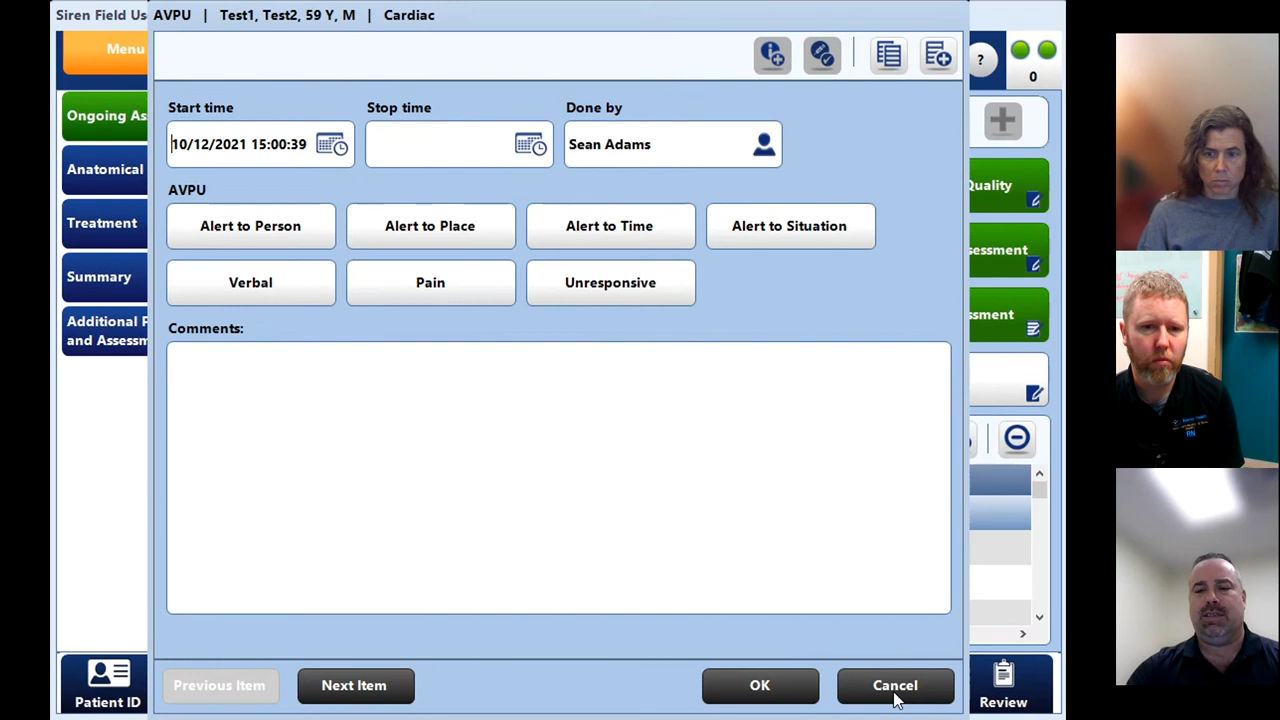 Siren Field Us
AVPU | Test1, Test2, 59 Y, M | Cardiac
Menu
?
0
Ongoing As
Anatomical
Treatment
Summary
Additional P
and Assessm
Start time
Stop time
Done by
10/12/2021 15:00:39
Sean Adams
AVPU
Alert to Person
Alert to Place
Alert to Time
Alert to Situation
Verbal
Pain
Unresponsive
Comments:
Quality
ssessment
ssment
Previous Item
Next Item
OK
Cancel
Patient ID
Review
RN